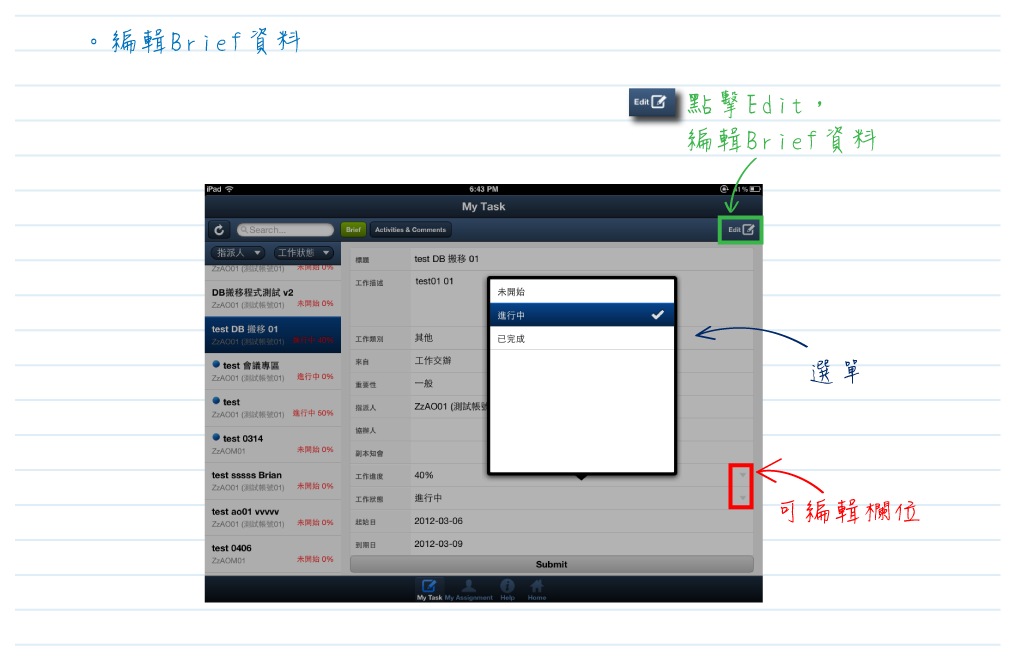 。編輯Brief資料
Edit
點擊Edit，
編輯Brief資料
iPad
6:43 PM
51%
My Task
Search...
Brief
Activities & Comments
Edit
指派人
工作狀態
ZzAO01 (測試帳號01) 未開始 0%
DB搬移程式測試 v2
ZzAO01 (測試帳號01) 未開始 0%
test DB 搬移 01
ZzAO01 (測試帳號01) 進行中 40%
test 會議專區
ZzAO01 (測試帳號01) 進行中 0%
test
ZzAO01 (測試帳號01) 進行中 50%
test 0314
ZzAOM01 未開始 0%
test sssss Brian
ZzAO01 (測試帳號01) 未開始 0%
test ao01 vvvvv
ZzAO01 (測試帳號01) 未開始 0%
test 0406
ZzAOM01 未開始 0%
標題 test DB 搬移 01
工作描述 test01 01
工作類別 其他
來自 工作交辦
重要性 一般
指派人 ZzAO01 (測試帳號
協辦人
副本知會
工作進度 40%
工作狀態 進行中
起始日 2012-03-06
到期日 2012-03-09
未開始
進行中
已完成
選單
可編輯欄位
Submit
My Task My Assignment Help Home